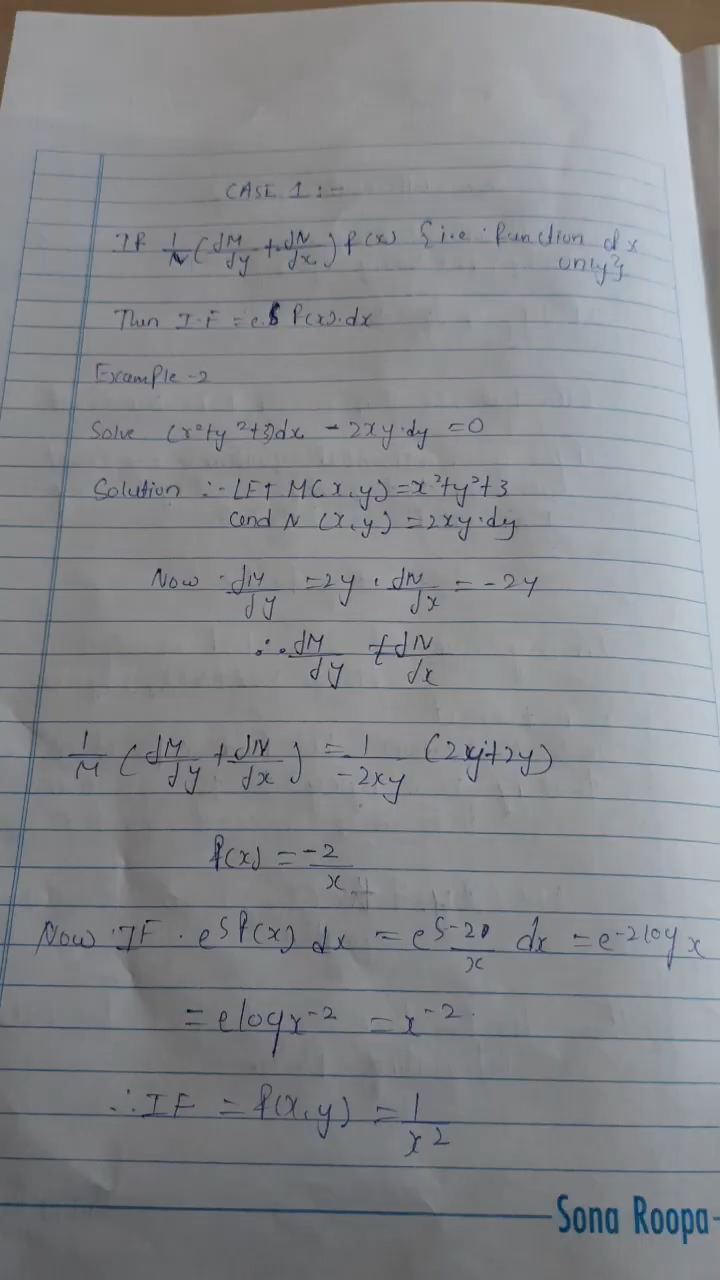 CASE 1:-
If 1/N (dM/dy + dN/dx) f(x) {i.e. function of x
only}
Then I.F = e.∫ f(x).dx
Example-2
Solve (x²+y²+3)dx - 2xy.dy = 0
Solution :- LET M(x,y) = x²+y²+3
and N (x,y) = 2xy.dy
Now . dM/dy = 2y , dN/dx = -2y
∴ dM/dy ≠ dN/dx
1/M (dM/dy + dN/dx) = 1/-2xy (2xy+2y)
f(x) = -2/x
Now IF . e∫f(x) dx = e∫-2/x dx = e-2logx
= elogx-2 = x-2.
∴ IF = f(x,y) = 1/x2
Sona Roopa